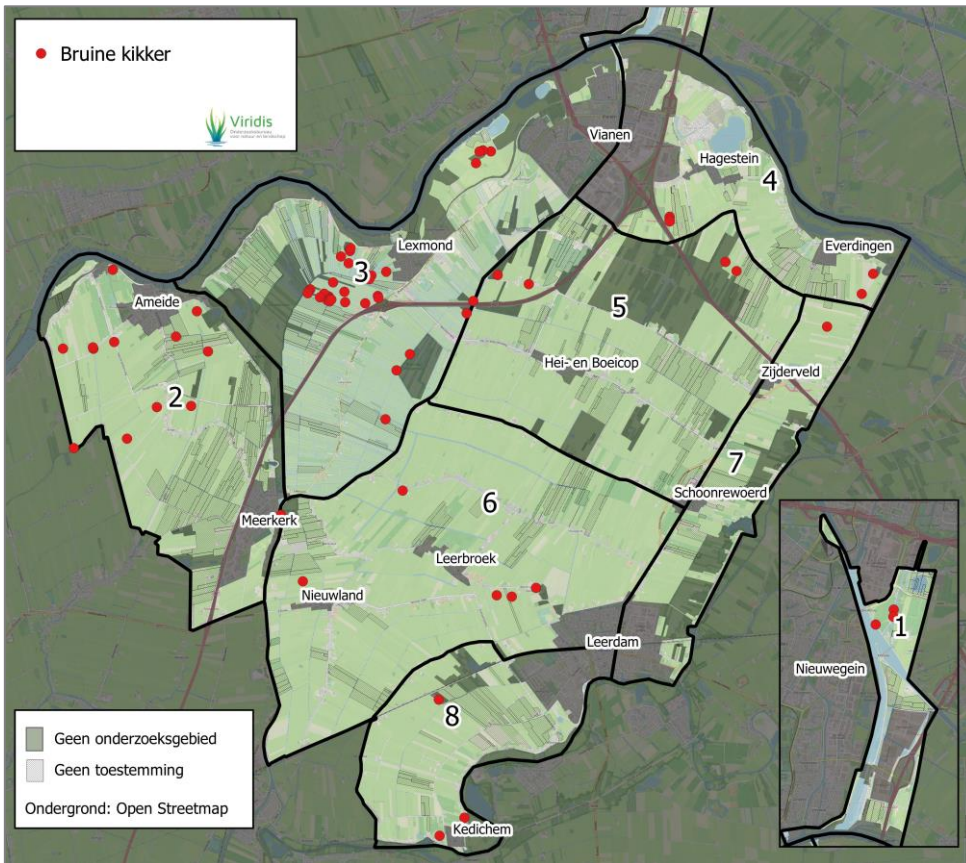 Bruine kikker
Viridis
Vianen
Hagestein
4
Lexmond
Everdingen
3
Ameide
5
Hei- en Boeicop
Zijderveld
2
7
6
Schoonrewoerd
Meerkerk
Leerbroek
Nieuwland
1
Leerdam
Nieuwegein
8
Geen onderzoeksgebied
Geen toestemming
Ondergrond: Open Streetmap
Kedichem